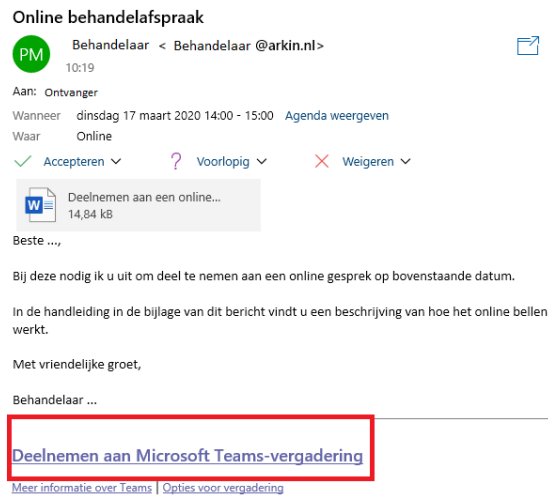 Online behandelafspraak
PM
Behandelaar < Behandelaar @arkin.nl>
10:19
Aan: Ontvanger
Wanneer dinsdag 17 maart 2020 14:00 - 15:00 Agenda weergeven
Waar Online
Accepteren ? Voorlopig Weigeren
W
Deelnemen aan een online...
14,84 kB
Beste ...,
Bij deze nodig ik u uit om deel te nemen aan een online gesprek op bovenstaande datum.
In de handleiding in de bijlage van dit bericht vindt u een beschrijving van hoe het online bellen
werkt.
Met vriendelijke groet,
Behandelaar ...
Deelnemen aan Microsoft Teams-vergadering
Meer informatie over Teams | Opties voor vergadering